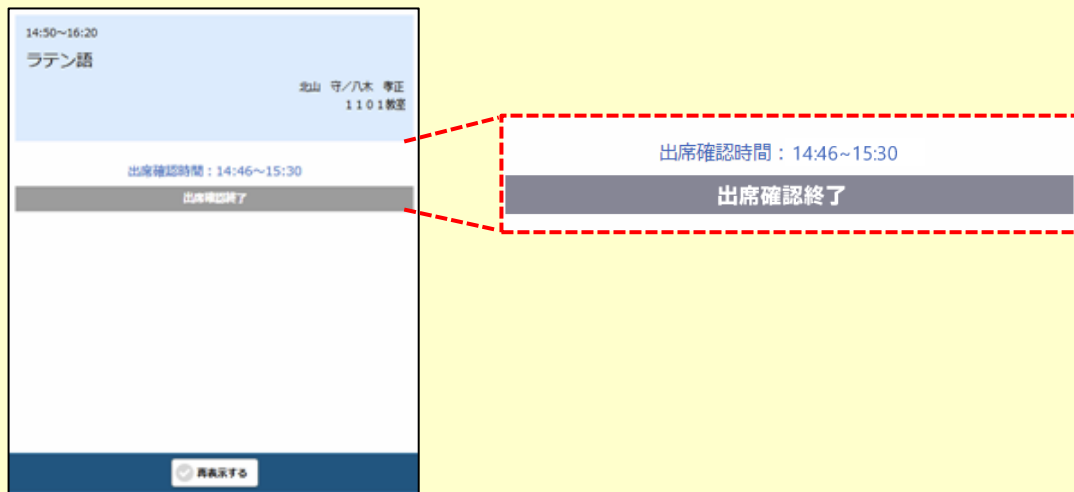 14:50～16:20
ラテン語
北山　守／八木　孝正
１１０１教室
出席確認時間：14:46～15:30
出席確認終了
再表示する
出席確認時間：14:46~15:30
出席確認終了